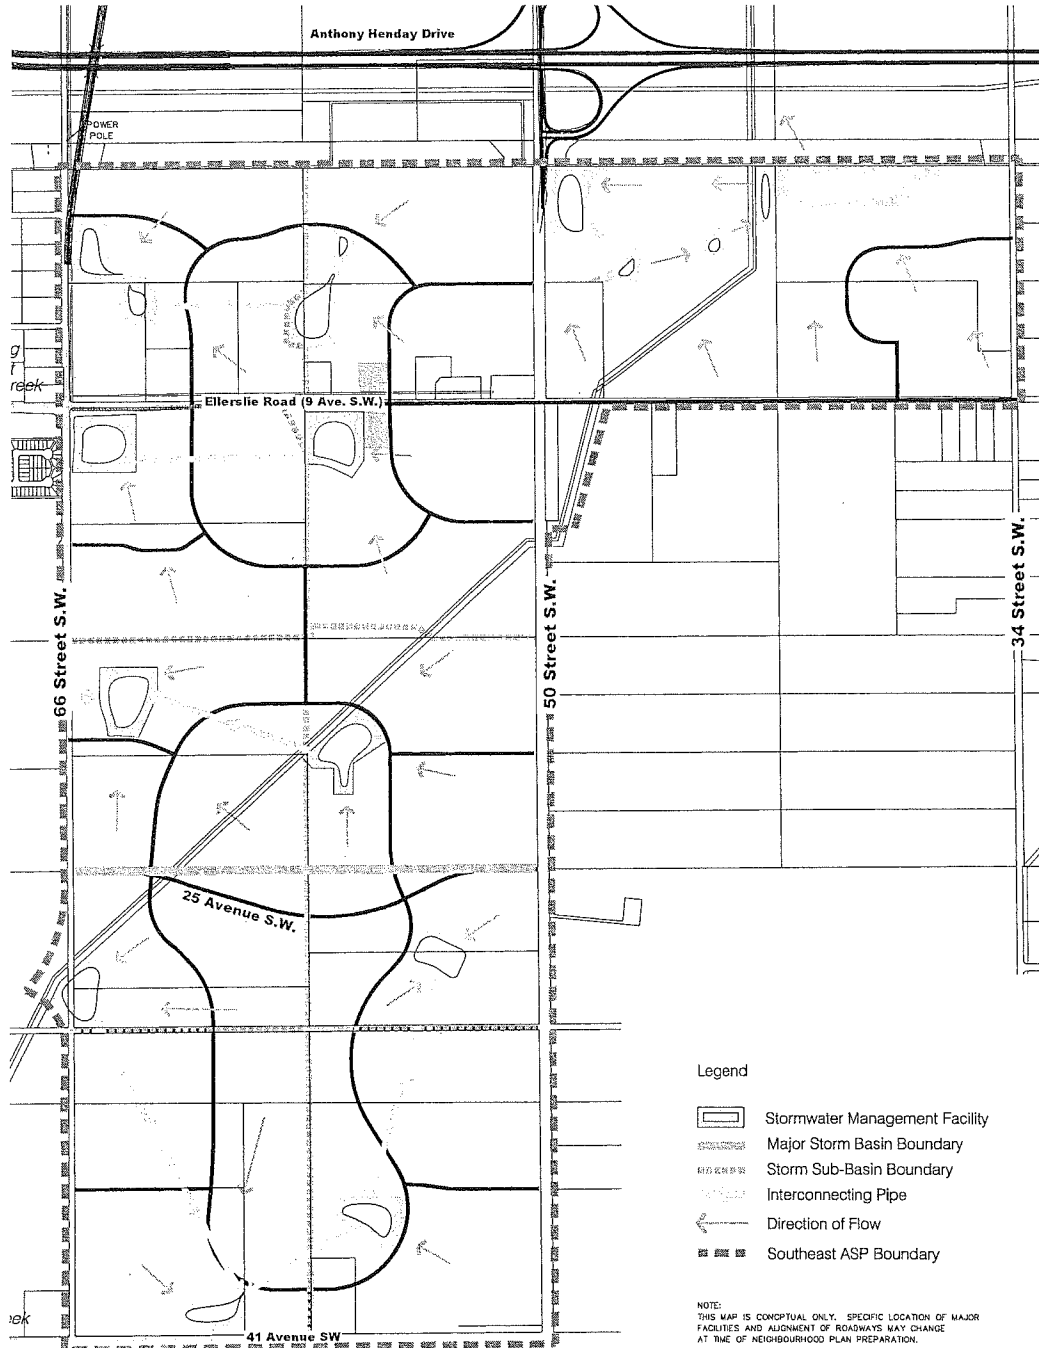 Anthony Henday Drive
POWER
POLE
g
t
reek
Ellerslie Road (9 Ave. S.W.)
66 Street S.W.
50 Street S.W.
34 Street S.W.
25 Avenue S.W.
Legend
Stormwater Management Facility
Major Storm Basin Boundary
Storm Sub-Basin Boundary
Interconnecting Pipe
Direction of Flow
Southeast ASP Boundary
NOTE:
THIS MAP IS CONCPTUAL ONLY. SPECIFIC LOCATION OF MAJOR
FACILITIES AND ALIGNMENT OF ROADWAYS MAY CHANGE
AT TIME OF NEIGHBOURHOOD PLAN PREPARATION.
eek
41 Avenue SW